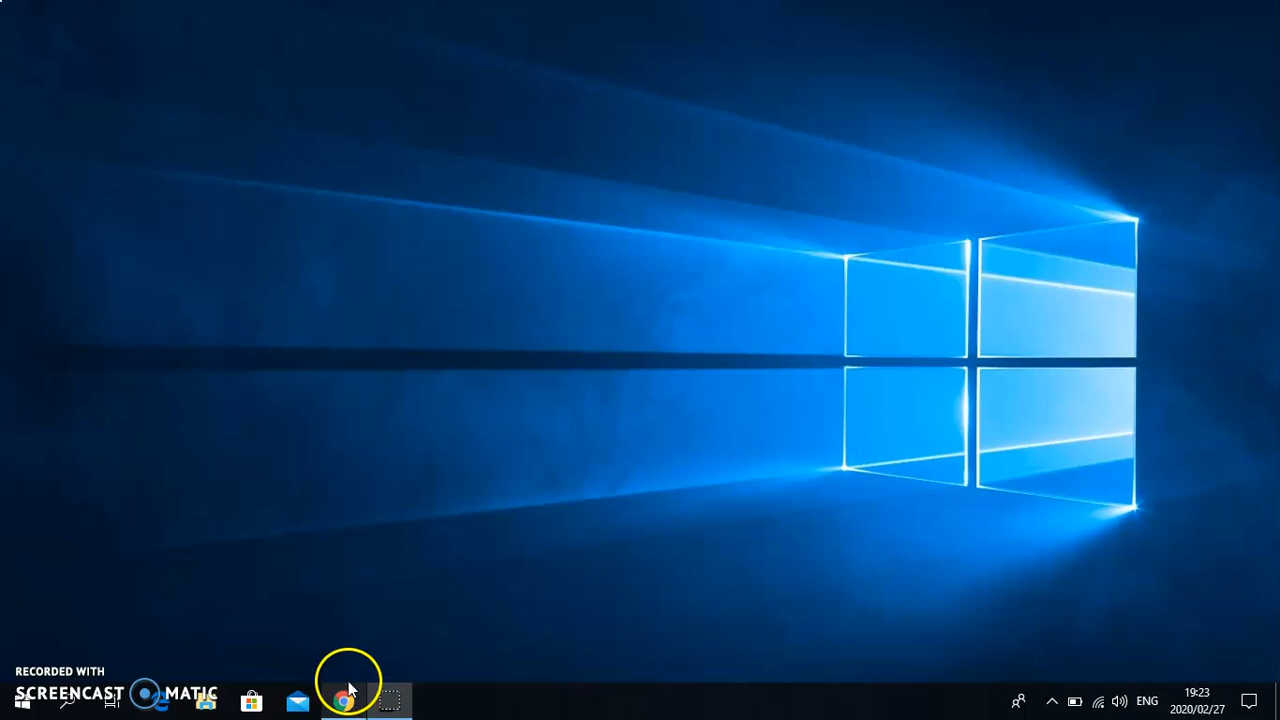 RECORDED WITH
SCREENCAST MATIC
ENG
19:23
2020/02/27